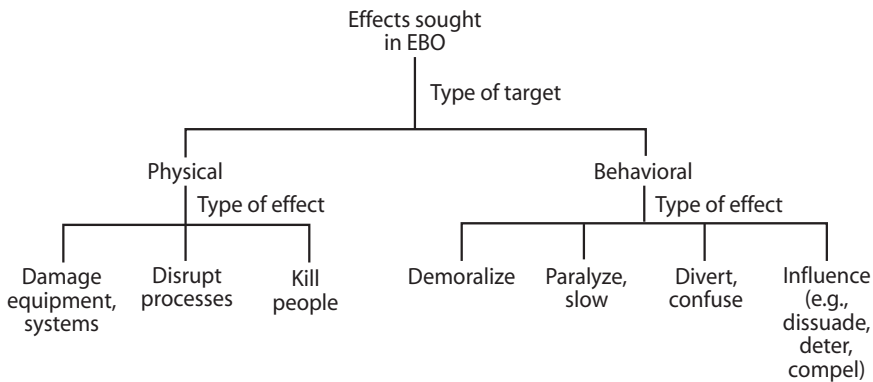 Effects sought
in EBO
Type of target
Physical
Behavioral
Type of effect
Type of effect
Damage
equipment,
systems
Disrupt
processes
Kill
people
Demoralize
Paralyze,
slow
Divert,
confuse
Influence
(e.g.,
dissuade,
deter,
compel)